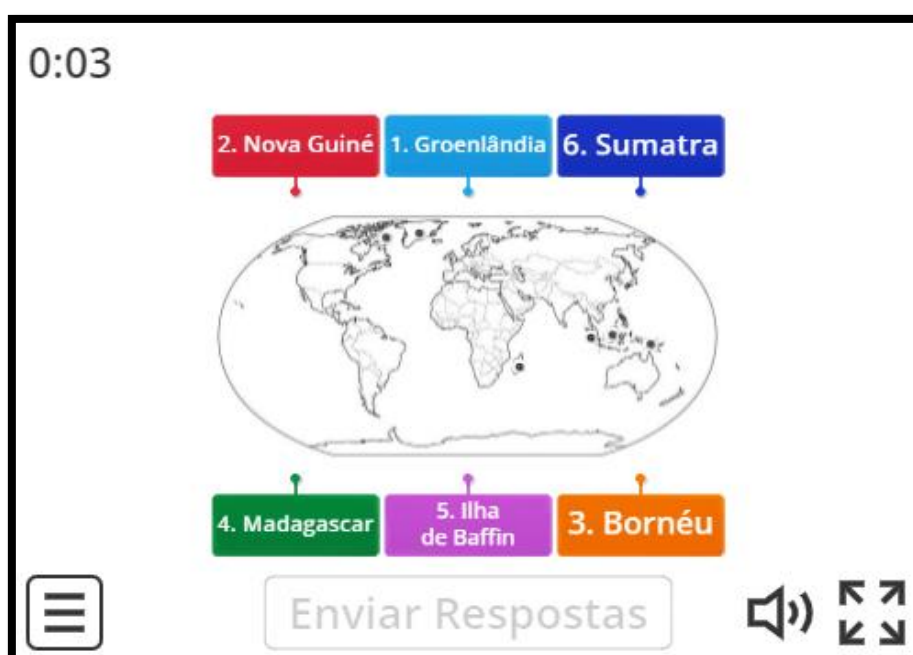 0:03
2. Nova Guiné
1. Groenlândia
6. Sumatra
4. Madagascar
5. Ilha
de Baffin
3. Bornéu
Enviar Respostas